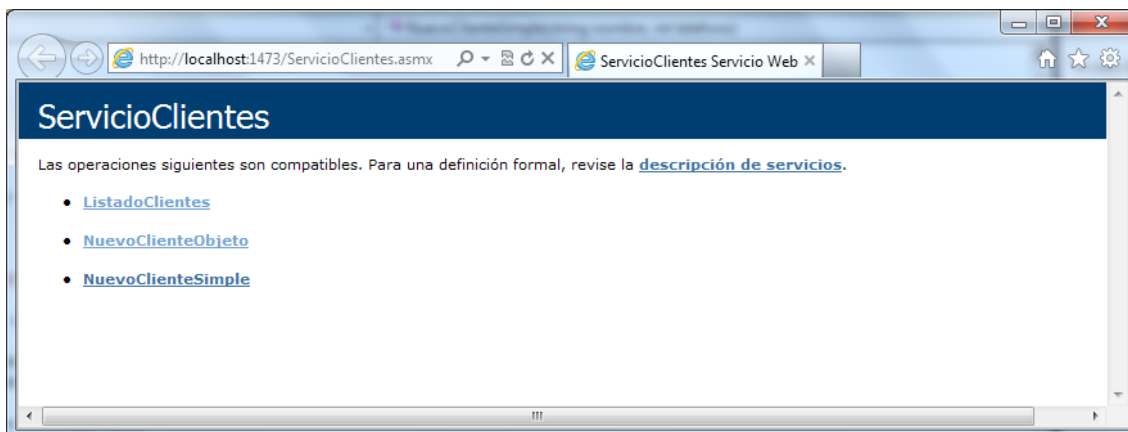 http://localhost:1473/ServicioClientes.asmx
ServicioClientes Servicio Web
ServicioClientes
Las operaciones siguientes son compatibles. Para una definición formal, revise la descripción de servicios.
ListadoClientes
NuevoClienteObjeto
NuevoClienteSimple